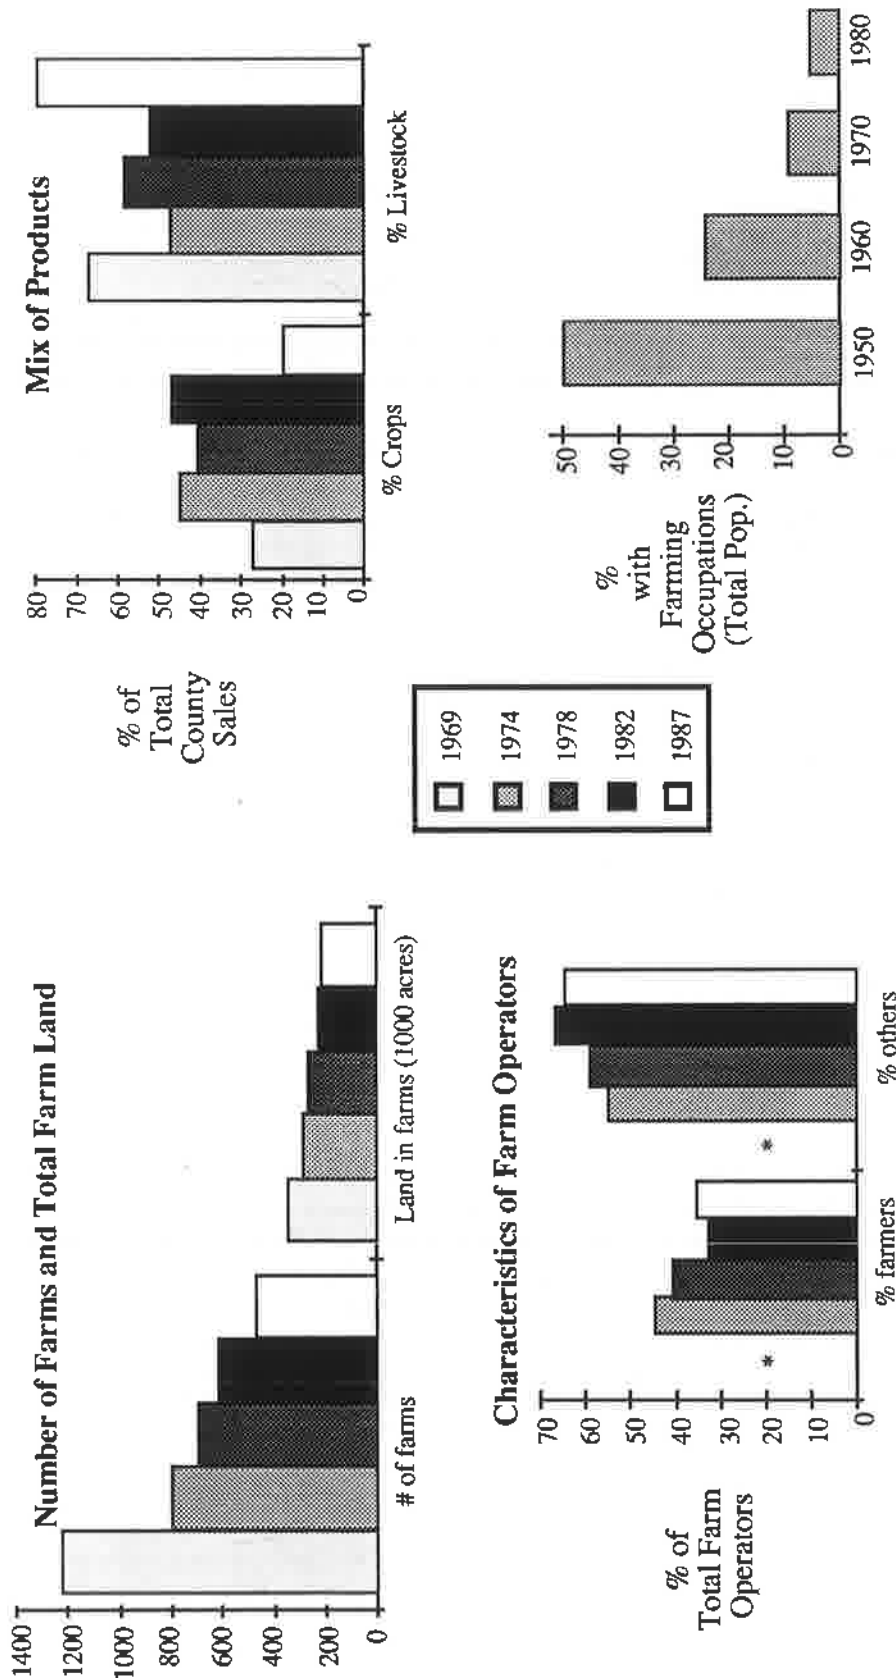 Number of Farms and Total Farm Land
1400
1200
1000
800
600
400
200
0
# of farms
Land in farms (1000 acres)
Mix of Products
% of
Total
County
Sales
80
70
60
50
40
30
20
10
0
% Crops
% Livestock
1969
1974
1978
1982
1987
Characteristics of Farm Operators
% of
Total Farm
Operators
70
60
50
40
30
20
10
0
*
*
% farmers
% others
%
with
Farming
Occupations
(Total Pop.)
50
40
30
20
10
0
1950
1960
1970
1980